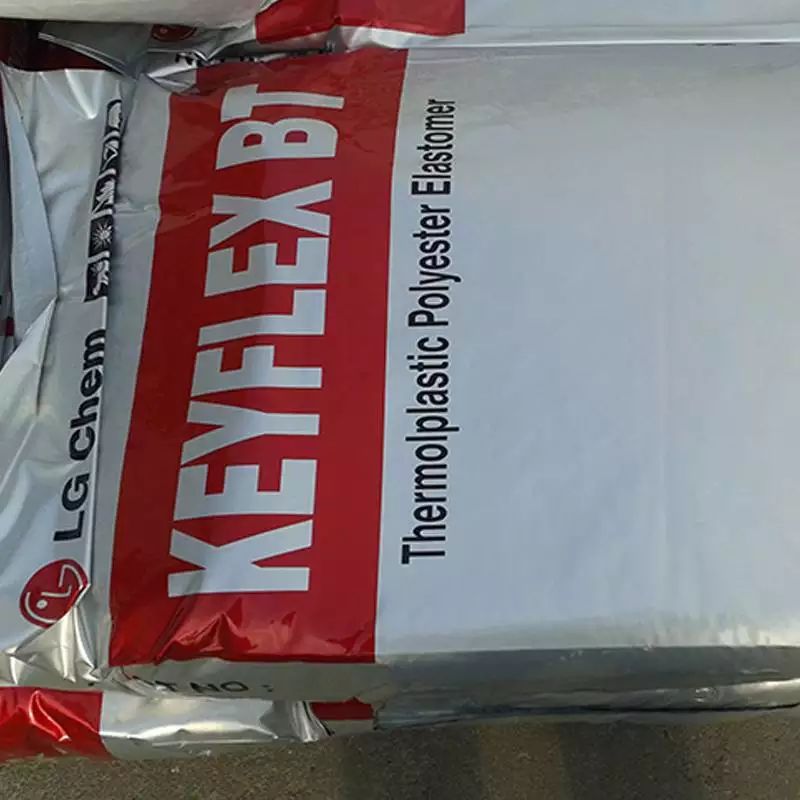 LG Chem
KEYFLEX BT
Thermolplastic Polyester Elastomer